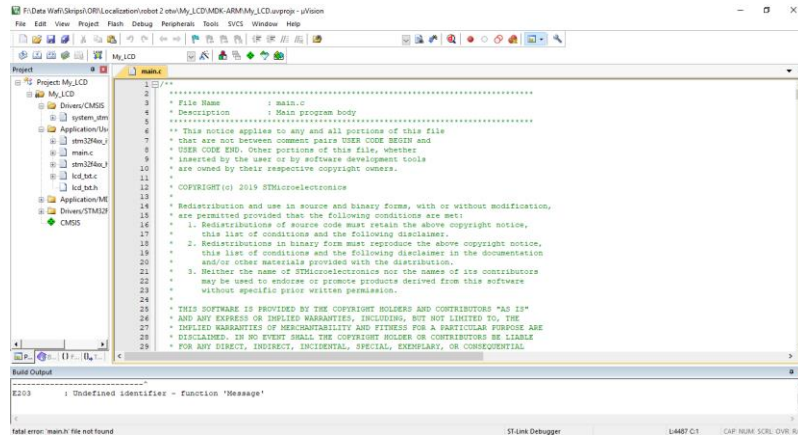 F:\Data Wafi\Skripsi\ORI\Localization\robot 2 otw\My_LCD\MDK-ARM\My_LCD.uvprojx - µVision
File Edit View Project Flash Debug Peripherals Tools SVCS Window Help
My_LCD
Project
main.c
Project: My_LCD
My_LCD
Drivers/CMSIS
system_stm
Application/Use
stm32f4xx_i
main.c
stm32f4xx_h
lcd_txt.c
lcd_txt.h
Application/MD
Drivers/STM32F
CMSIS
1 /**
2 ******************************************************************************
3 * File Name : main.c
4 * Description : Main program body
5 ******************************************************************************
6 ** This notice applies to any and all portions of this file
7 * that are not between comment pairs USER CODE BEGIN and
8 * USER CODE END. Other portions of this file, whether
9 * inserted by the user or by software development tools
10 * are owned by their respective copyright owners.
11 *
12 * COPYRIGHT(c) 2019 STMicroelectronics
13 *
14 * Redistribution and use in source and binary forms, with or without modification,
15 * are permitted provided that the following conditions are met:
16 * 1. Redistributions of source code must retain the above copyright notice,
17 * this list of conditions and the following disclaimer.
18 * 2. Redistributions in binary form must reproduce the above copyright notice,
19 * this list of conditions and the following disclaimer in the documentation
20 * and/or other materials provided with the distribution.
21 * 3. Neither the name of STMicroelectronics nor the names of its contributors
22 * may be used to endorse or promote products derived from this software
23 * without specific prior written permission.
24 *
25 * THIS SOFTWARE IS PROVIDED BY THE COPYRIGHT HOLDERS AND CONTRIBUTORS "AS IS"
26 * AND ANY EXPRESS OR IMPLIED WARRANTIES, INCLUDING, BUT NOT LIMITED TO, THE
27 * IMPLIED WARRANTIES OF MERCHANTABILITY AND FITNESS FOR A PARTICULAR PURPOSE ARE
28 * DISCLAIMED. IN NO EVENT SHALL THE COPYRIGHT HOLDER OR CONTRIBUTORS BE LIABLE
29 * FOR ANY DIRECT, INDIRECT, INCIDENTAL, SPECIAL, EXEMPLARY, OR CONSEQUENTIAL
Build Output
---------------------------^
E203 : Undefined identifier - function 'Message'
fatal error: 'main.h' file not found
ST-Link Debugger
L:4487 C:1
CAP NUM SCRL OVR R/